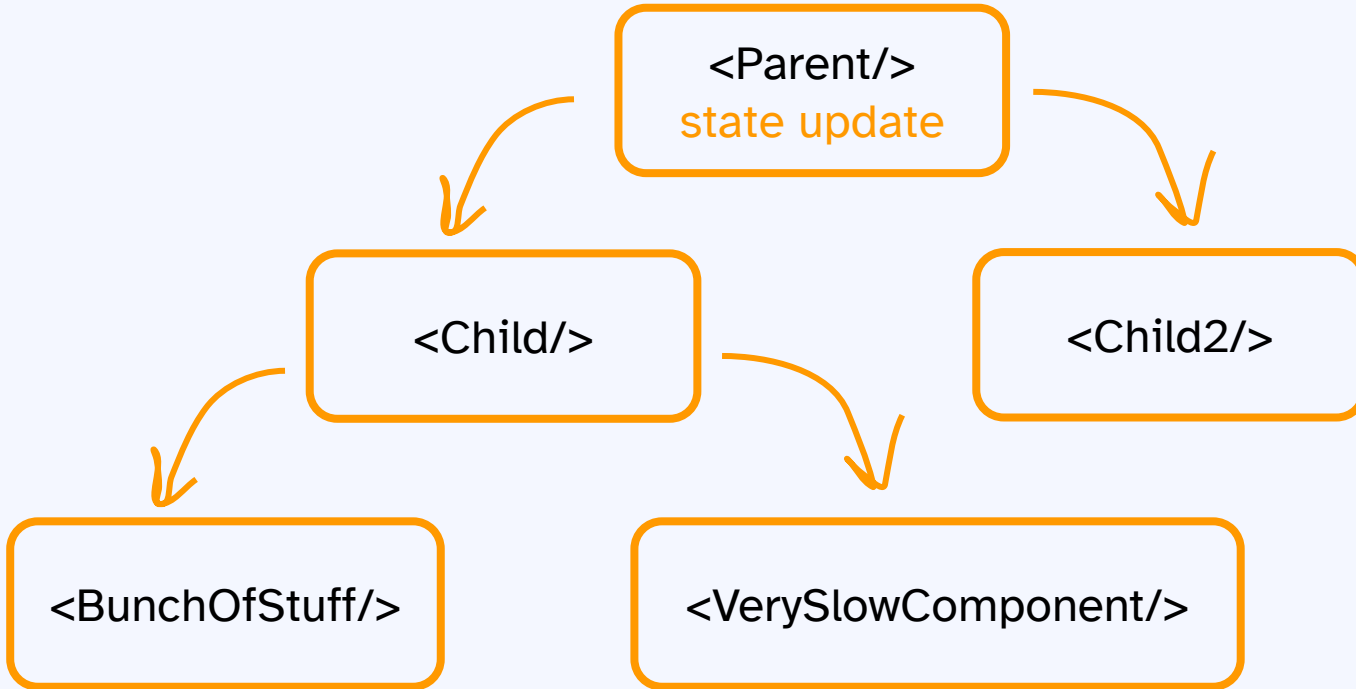 <Parent/>
state update
<Child/>
<Child2/>
<BunchOfStuff/>
<VerySlowComponent/>